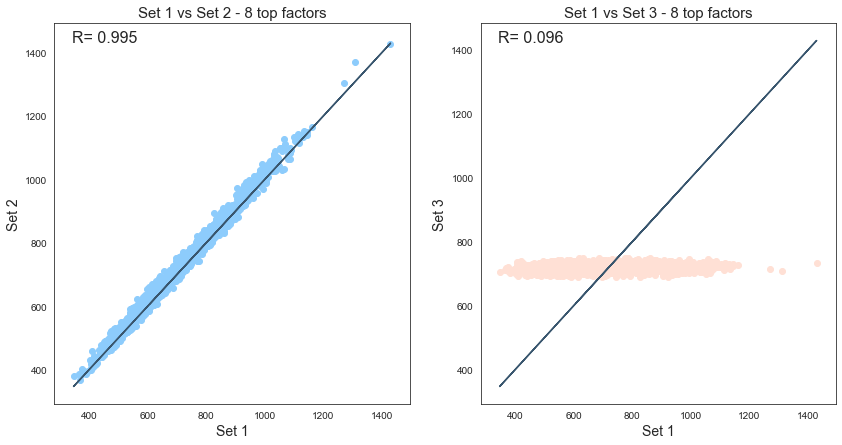 Set 1 vs Set 2 - 8 top factors
R= 0.995
1400
1200
1000
800
600
400
Set 2
400 600 800 1000 1200 1400
Set 1
Set 1 vs Set 3 - 8 top factors
R= 0.096
1400
1200
1000
800
600
400
Set 3
400 600 800 1000 1200 1400
Set 1